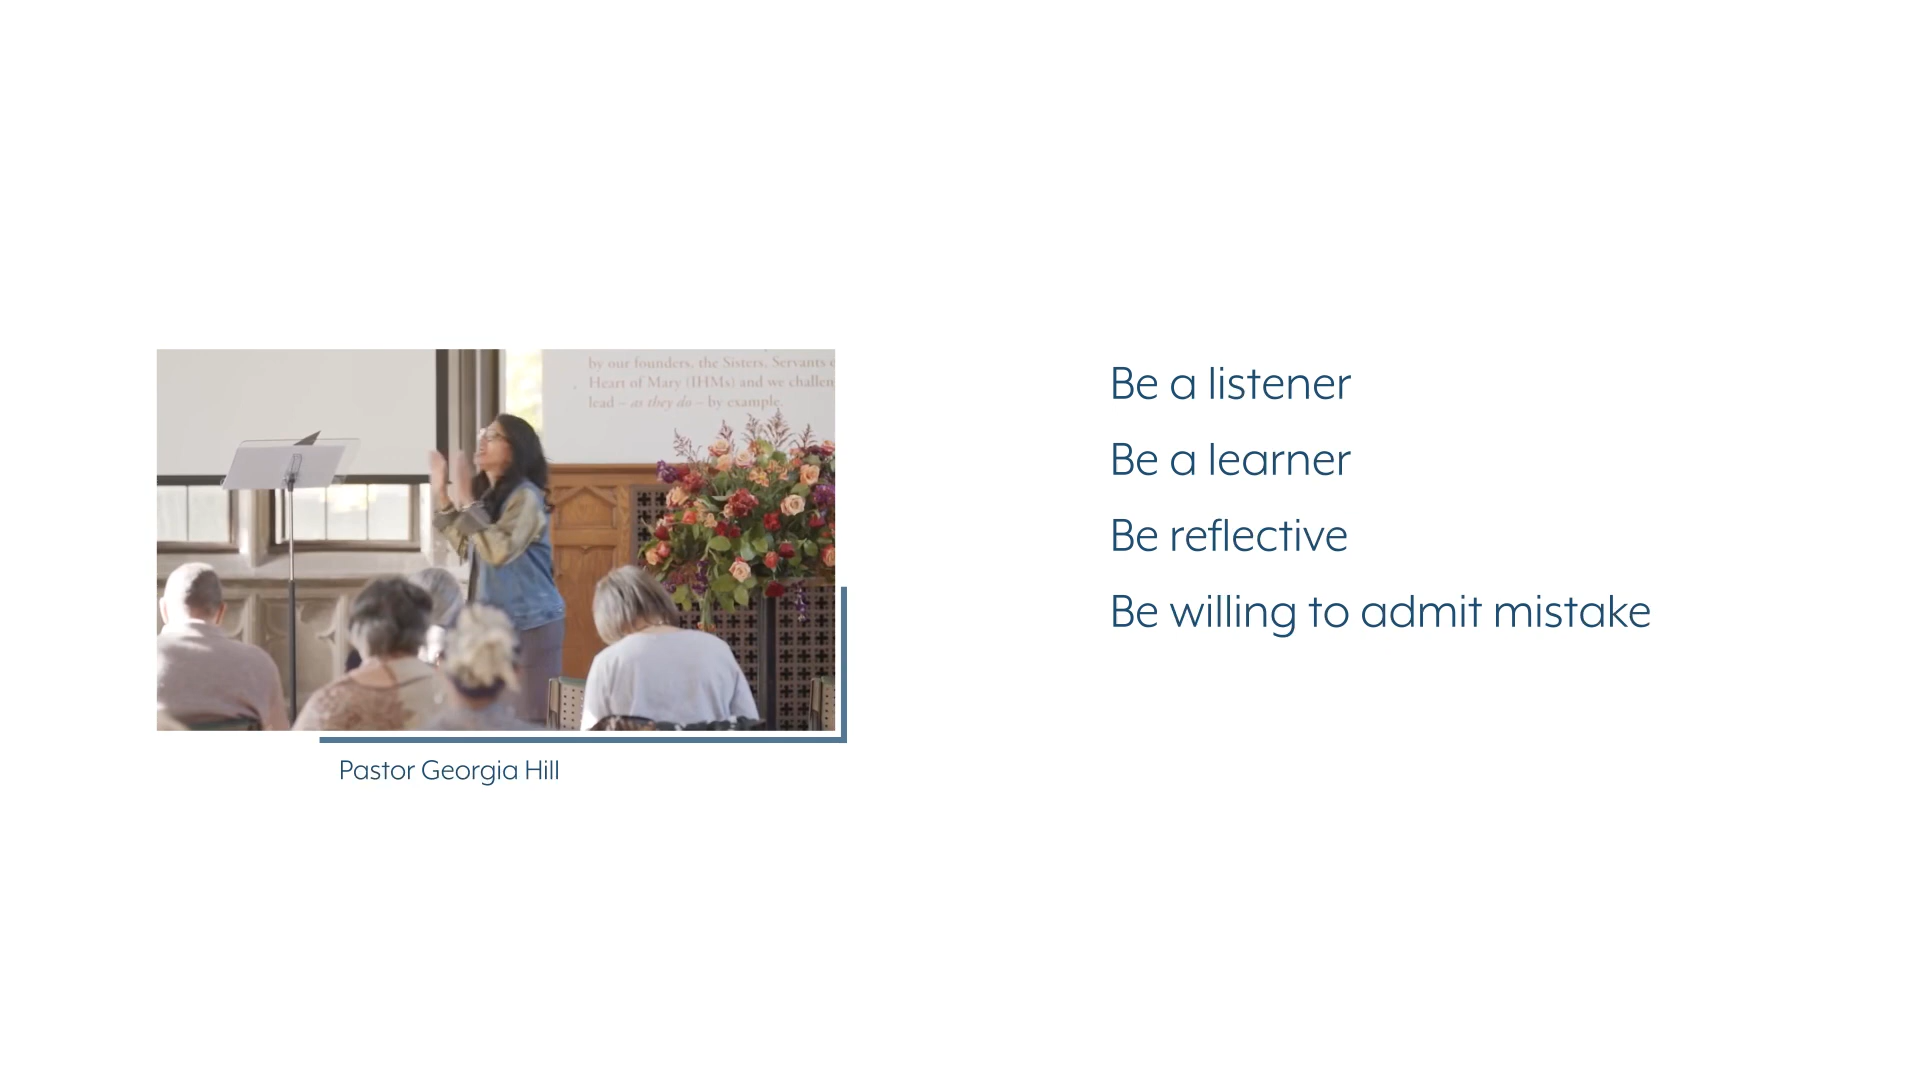 by our founders, the Sisters, Servants
Heart of Mary (IHMs) and we
lead – as they do – by example.
Pastor Georgia Hill
Be a listener
Be a learner
Be reflective
Be willing to admit mistake